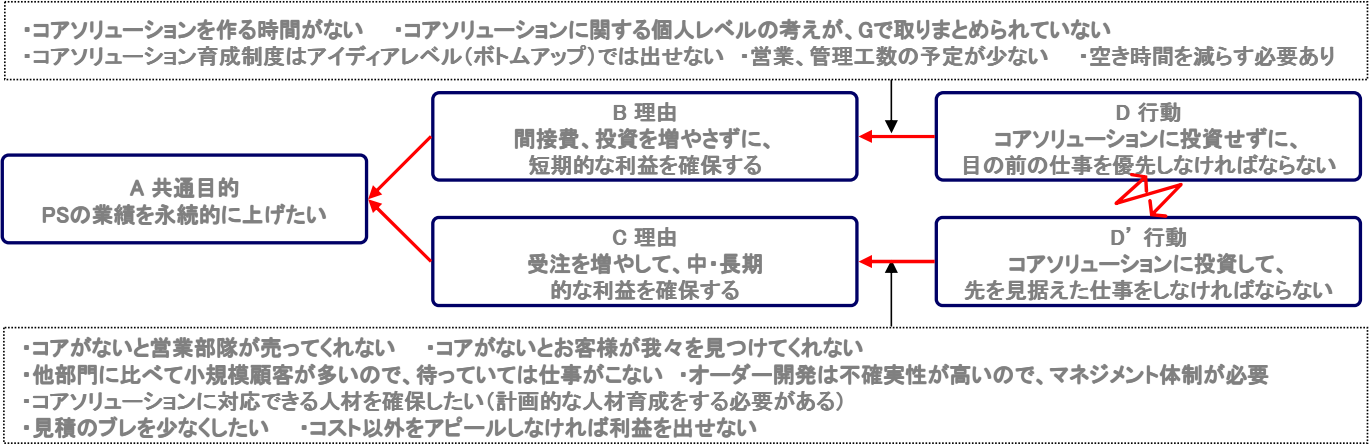 ・コアソリューションを作る時間がない　・コアソリューションに関する個人レベルの考えが、Gで取りまとめられていない
・コアソリューション育成制度はアイディアレベル（ボトムアップ）では出せない　・営業、管理工数の予定が少ない　・空き時間を減らす必要あり
B 理由
間接費、投資を増やさずに、
短期的な利益を確保する
D 行動
コアソリューションに投資せずに、
目の前の仕事を優先しなければならない
A 共通目的
PSの業績を永続的に上げたい
C 理由
受注を増やして、中・長期
的な利益を確保する
D’ 行動
コアソリューションに投資して、
先を見据えた仕事をしなければならない
・コアがないと営業部隊が売ってくれない　・コアがないとお客様が我々を見つけてくれない
・他部門に比べて小規模顧客が多いので、待っていては仕事がこない　・オーダー開発は不確実性が高いので、マネジメント体制が必要
・コアソリューションに対応できる人材を確保したい（計画的な人材育成をする必要がある）
・見積のブレを少なくしたい　・コスト以外をアピールしなければ利益を出せない